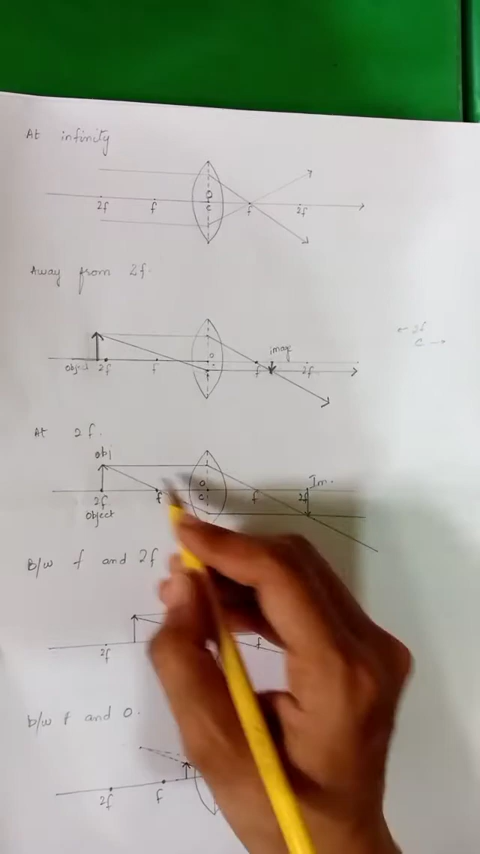 At infinity
2f f O c f 2f
Away from 2f.
← 2f
c →
image
Object 2f f O f 2f
At 2f.
Obj
Im.
2f f O c f 2f
Object
B/w f and 2f
2f f
b/w f and O.
2f f